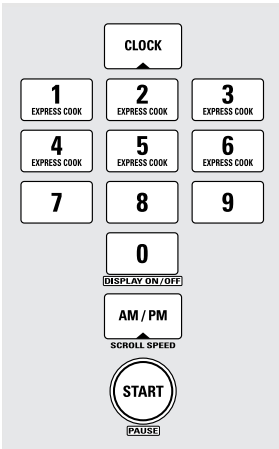 CLOCK
1 2 3
EXPRESS COOK EXPRESS COOK EXPRESS COOK
4 5 6
EXPRESS COOK EXPRESS COOK EXPRESS COOK
7 8 9
0
DISPLAY ON/OFF
AM / PM
SCROLL SPEED
START
PAUSE